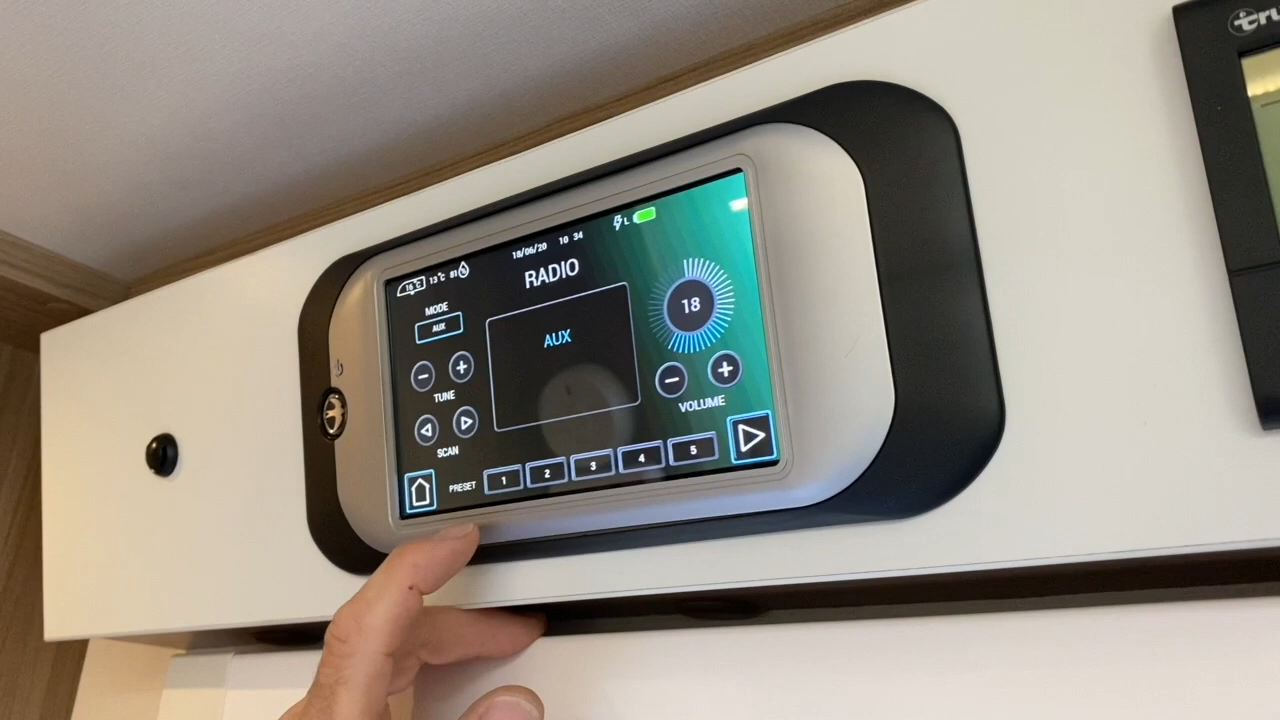 16°C 13°C 81
18/06/20 10 34
L
RADIO
MODE
AUX
AUX
18
- +
TUNE
- +
VOLUME
SCAN
PRESET 1 2 3 4 5